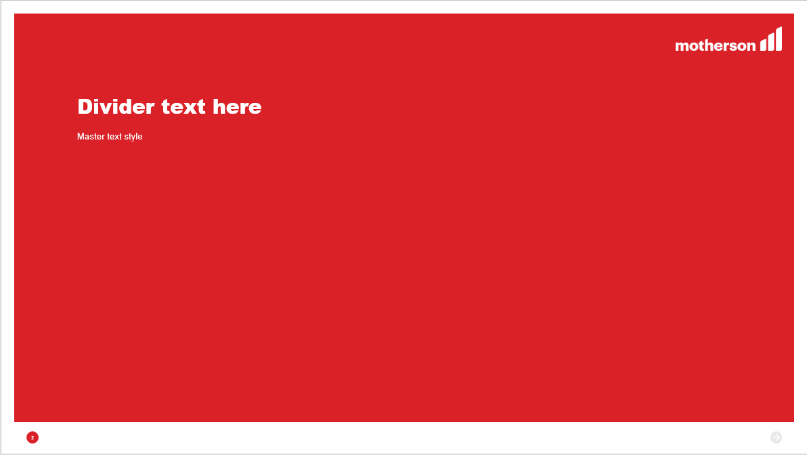 motherson
Divider text here
Master text style
2